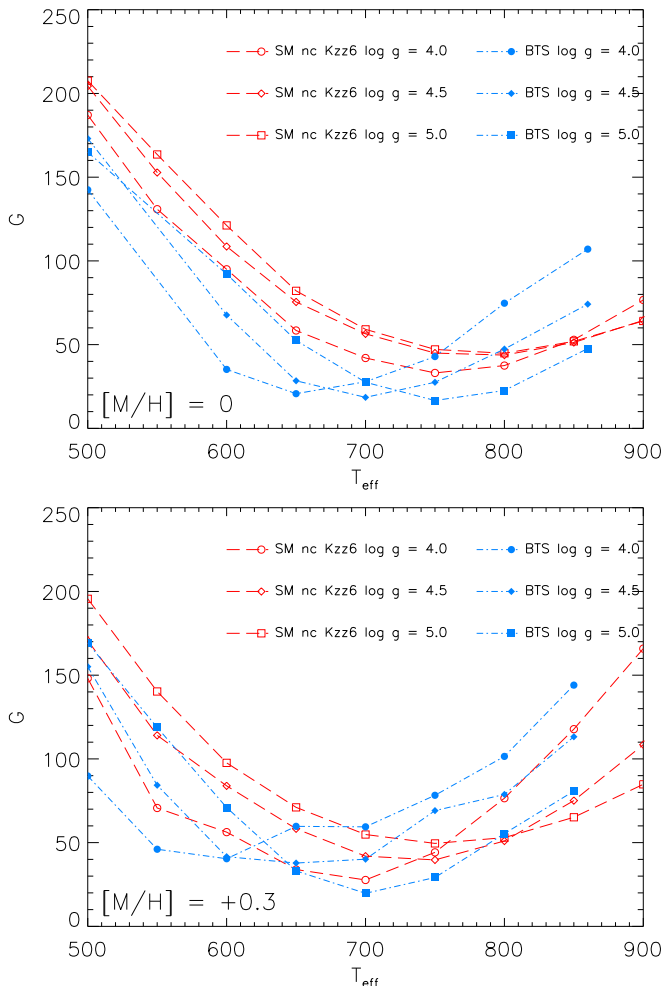 250
200
150
100
50
0
G
SM nc Kzz6 log g = 4.0
BTS log g = 4.0
SM nc Kzz6 log g = 4.5
BTS log g = 4.5
SM nc Kzz6 log g = 5.0
BTS log g = 5.0
[M/H] = 0
500 600 700 800 900
Teff
250
200
150
100
50
0
G
SM nc Kzz6 log g = 4.0
BTS log g = 4.0
SM nc Kzz6 log g = 4.5
BTS log g = 4.5
SM nc Kzz6 log g = 5.0
BTS log g = 5.0
[M/H] = +0.3
500 600 700 800 900
Teff